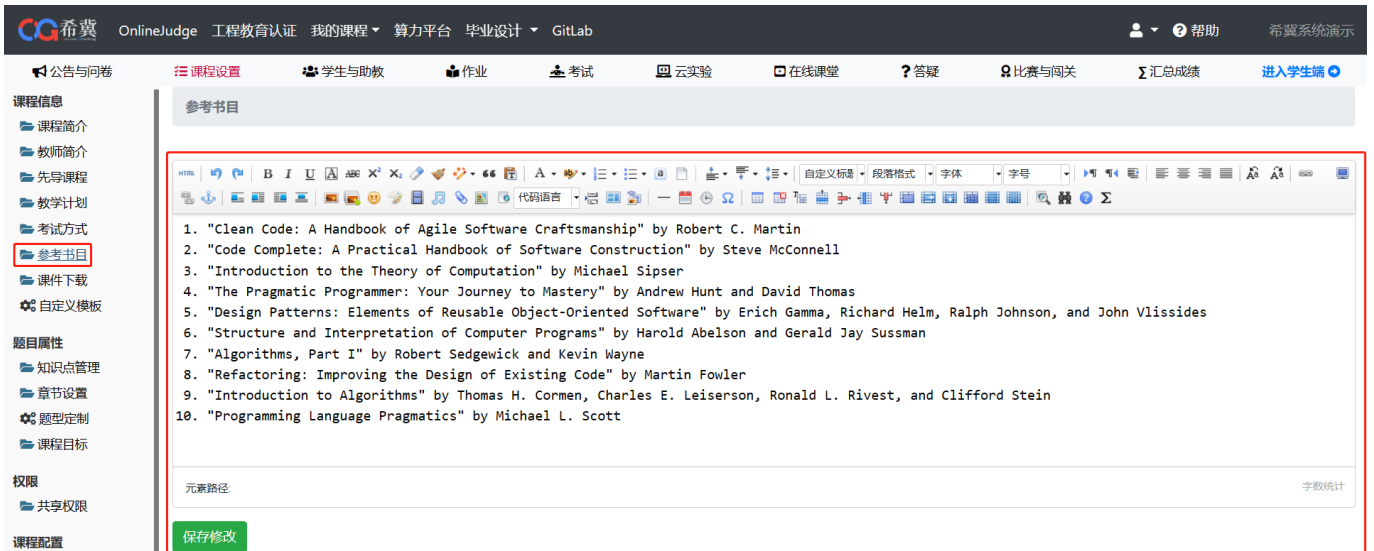 CG希冀 OnlineJudge 工程教育认证 我的课程 算力平台 毕业设计 GitLab 帮助 希冀系统演示
公告与问卷 课程设置 学生与助教 作业 考试 云实验 在线课堂 答疑 比赛与闯关 汇总成绩 进入学生端
课程信息
课程简介
教师简介
先导课程
教学计划
考试方式
参考书目
课件下载
自定义模板
题目属性
知识点管理
章节设置
题型定制
课程目标
权限
共享权限
课程配置
参考书目
HTML B I U A ABC X² X₂ 66 A ab a 自定义标题 段落格式 字体 字号
代码语言 Ω Σ
1. "Clean Code: A Handbook of Agile Software Craftsmanship" by Robert C. Martin
2. "Code Complete: A Practical Handbook of Software Construction" by Steve McConnell
3. "Introduction to the Theory of Computation" by Michael Sipser
4. "The Pragmatic Programmer: Your Journey to Mastery" by Andrew Hunt and David Thomas
5. "Design Patterns: Elements of Reusable Object-Oriented Software" by Erich Gamma, Richard Helm, Ralph Johnson, and John Vlissides
6. "Structure and Interpretation of Computer Programs" by Harold Abelson and Gerald Jay Sussman
7. "Algorithms, Part I" by Robert Sedgewick and Kevin Wayne
8. "Refactoring: Improving the Design of Existing Code" by Martin Fowler
9. "Introduction to Algorithms" by Thomas H. Cormen, Charles E. Leiserson, Ronald L. Rivest, and Clifford Stein
10. "Programming Language Pragmatics" by Michael L. Scott
元素路径: 字数统计
保存修改